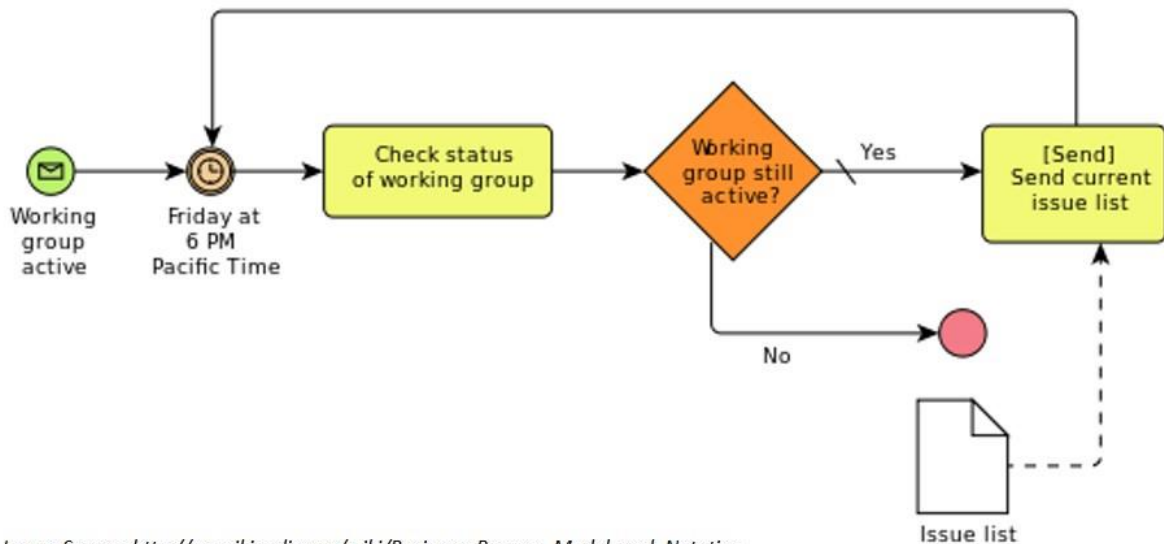 Working
group
active
Friday at
6 PM
Pacific Time
Check status
of working group
Working
group still
active?
Yes
No
[Send]
Send current
issue list
Issue list